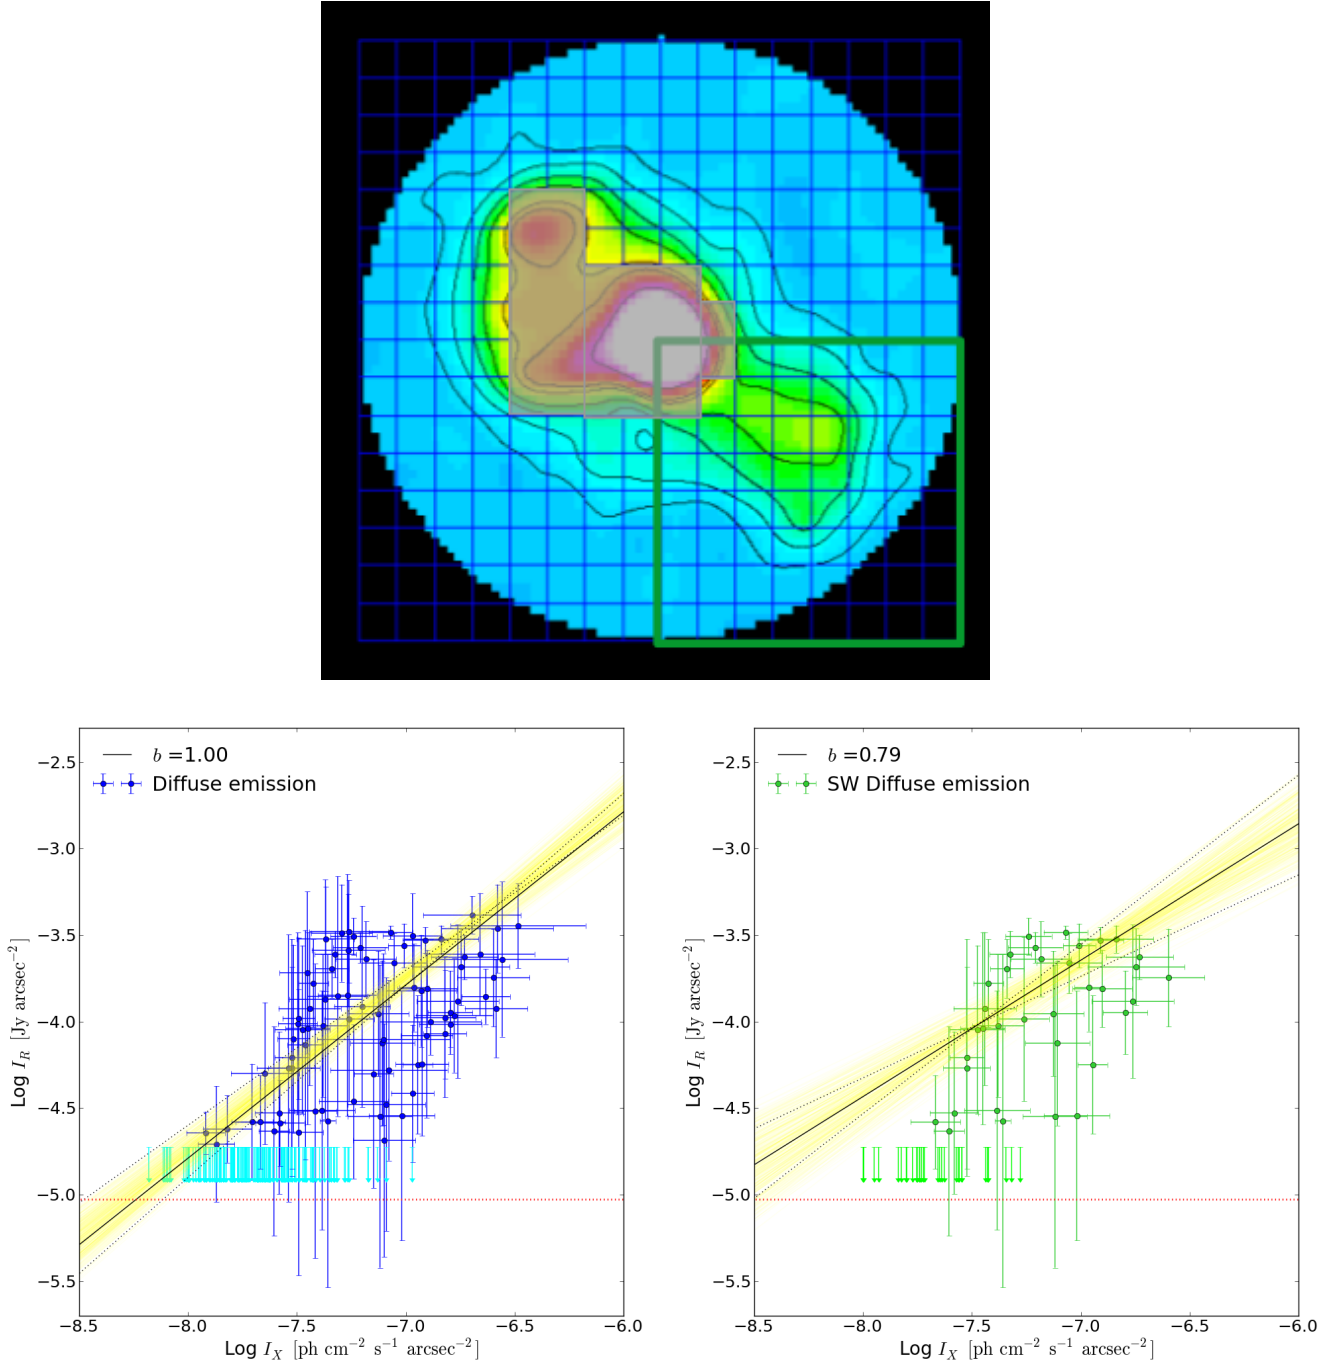 b =1.00
Diffuse emission
−2.5
−3.0
−3.5
−4.0
−4.5
−5.0
−5.5
Log I_R [Jy arcsec⁻²]
−8.5 −8.0 −7.5 −7.0 −6.5 −6.0
Log I_X [ph cm⁻² s⁻¹ arcsec⁻²]
b =0.79
SW Diffuse emission
−2.5
−3.0
−3.5
−4.0
−4.5
−5.0
−5.5
Log I_R [Jy arcsec⁻²]
−8.5 −8.0 −7.5 −7.0 −6.5 −6.0
Log I_X [ph cm⁻² s⁻¹ arcsec⁻²]